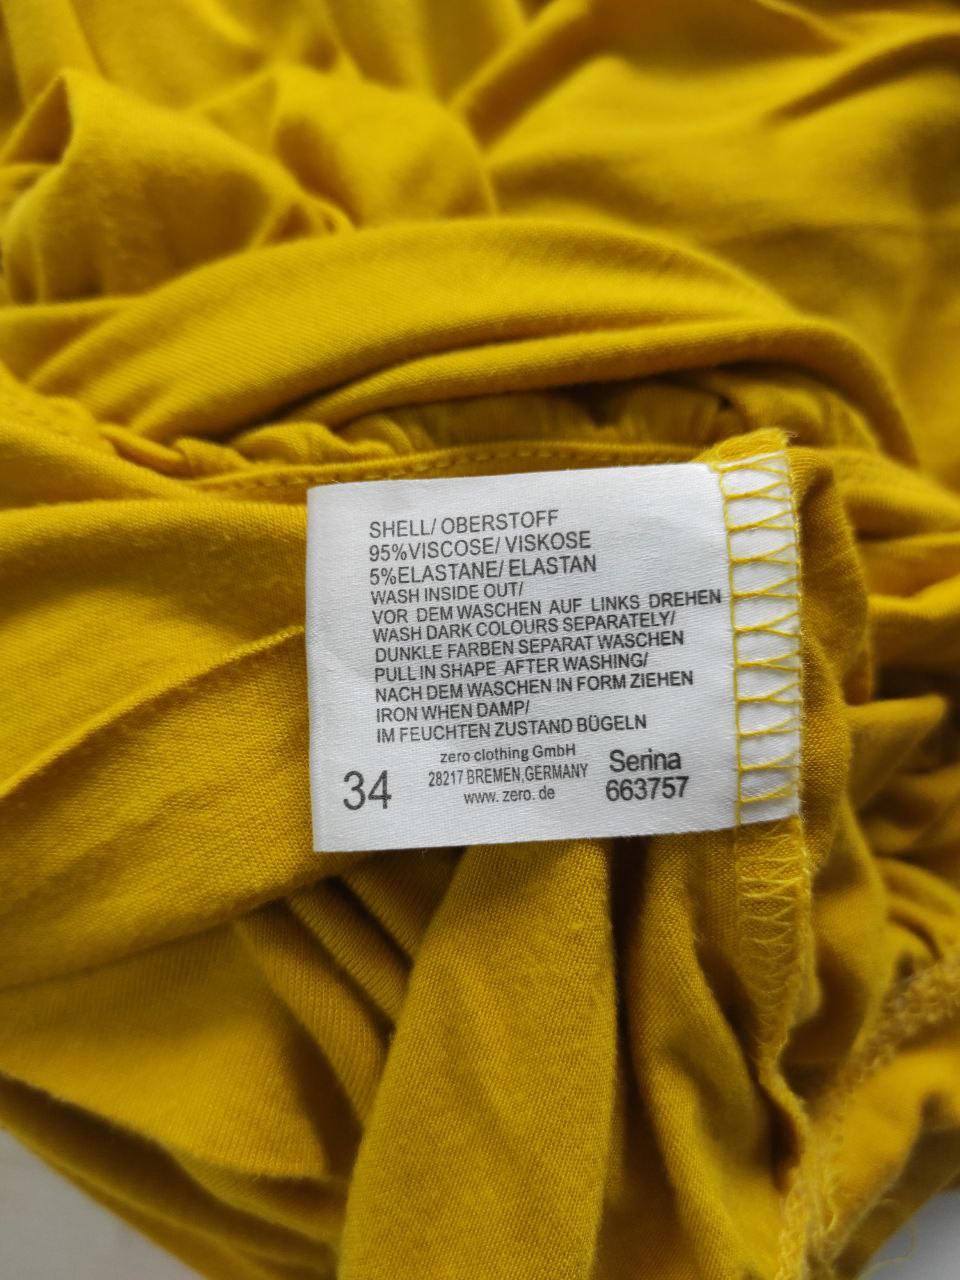 SHELL/ OBERSTOFF
95%VISCOSE/ VISKOSE
5%ELASTANE/ ELASTAN
WASH INSIDE OUT/
VOR DEM WASCHEN AUF LINKS DREHEN
WASH DARK COLOURS SEPARATELY/
DUNKLE FARBEN SEPARAT WASCHEN
PULL IN SHAPE AFTER WASHING/
NACH DEM WASCHEN IN FORM ZIEHEN
IRON WHEN DAMP/
IM FEUCHTEN ZUSTAND BÜGELN
34
zero clothing GmbH
28217 BREMEN,GERMANY
www. zero. de
Serina
663757